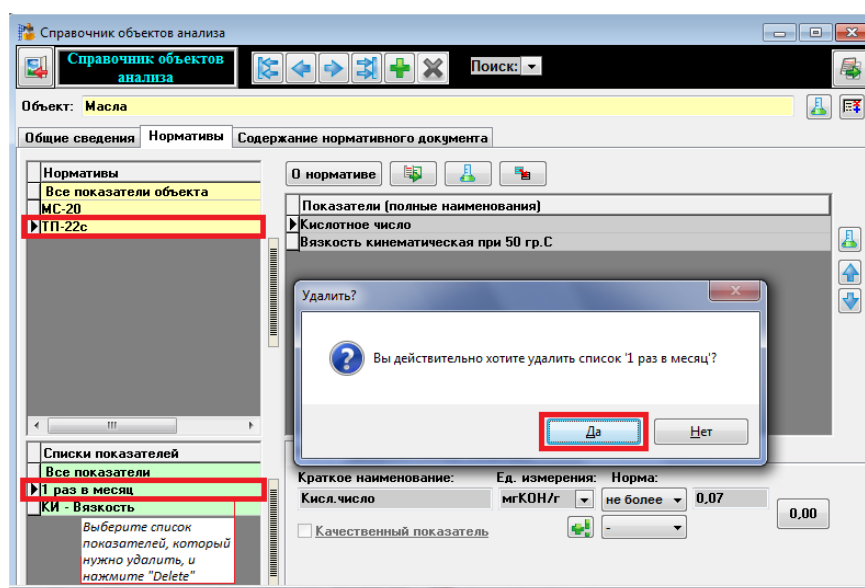 Справочник объектов анализа
Справочник объектов
анализа
Поиск:
Объект: Масла
Общие сведения Нормативы Содержание нормативного документа
Нормативы
Все показатели объекта
МС-20
ТП-22с
О нормативе
Показатели (полные наименования)
Кислотное число
Вязкость кинематическая при 50 гр.С
Удалить?
Вы действительно хотите удалить список '1 раз в месяц'?
Да Нет
Списки показателей
Все показатели
1 раз в месяц
КИ - Вязкость
Выберите список
показателей, который
нужно удалить, и
нажмите "Delete"
Краткое наименование: Ед. измерения: Норма:
Кисл.число мгКОН/г не более 0,07
0,00
Качественный показатель -